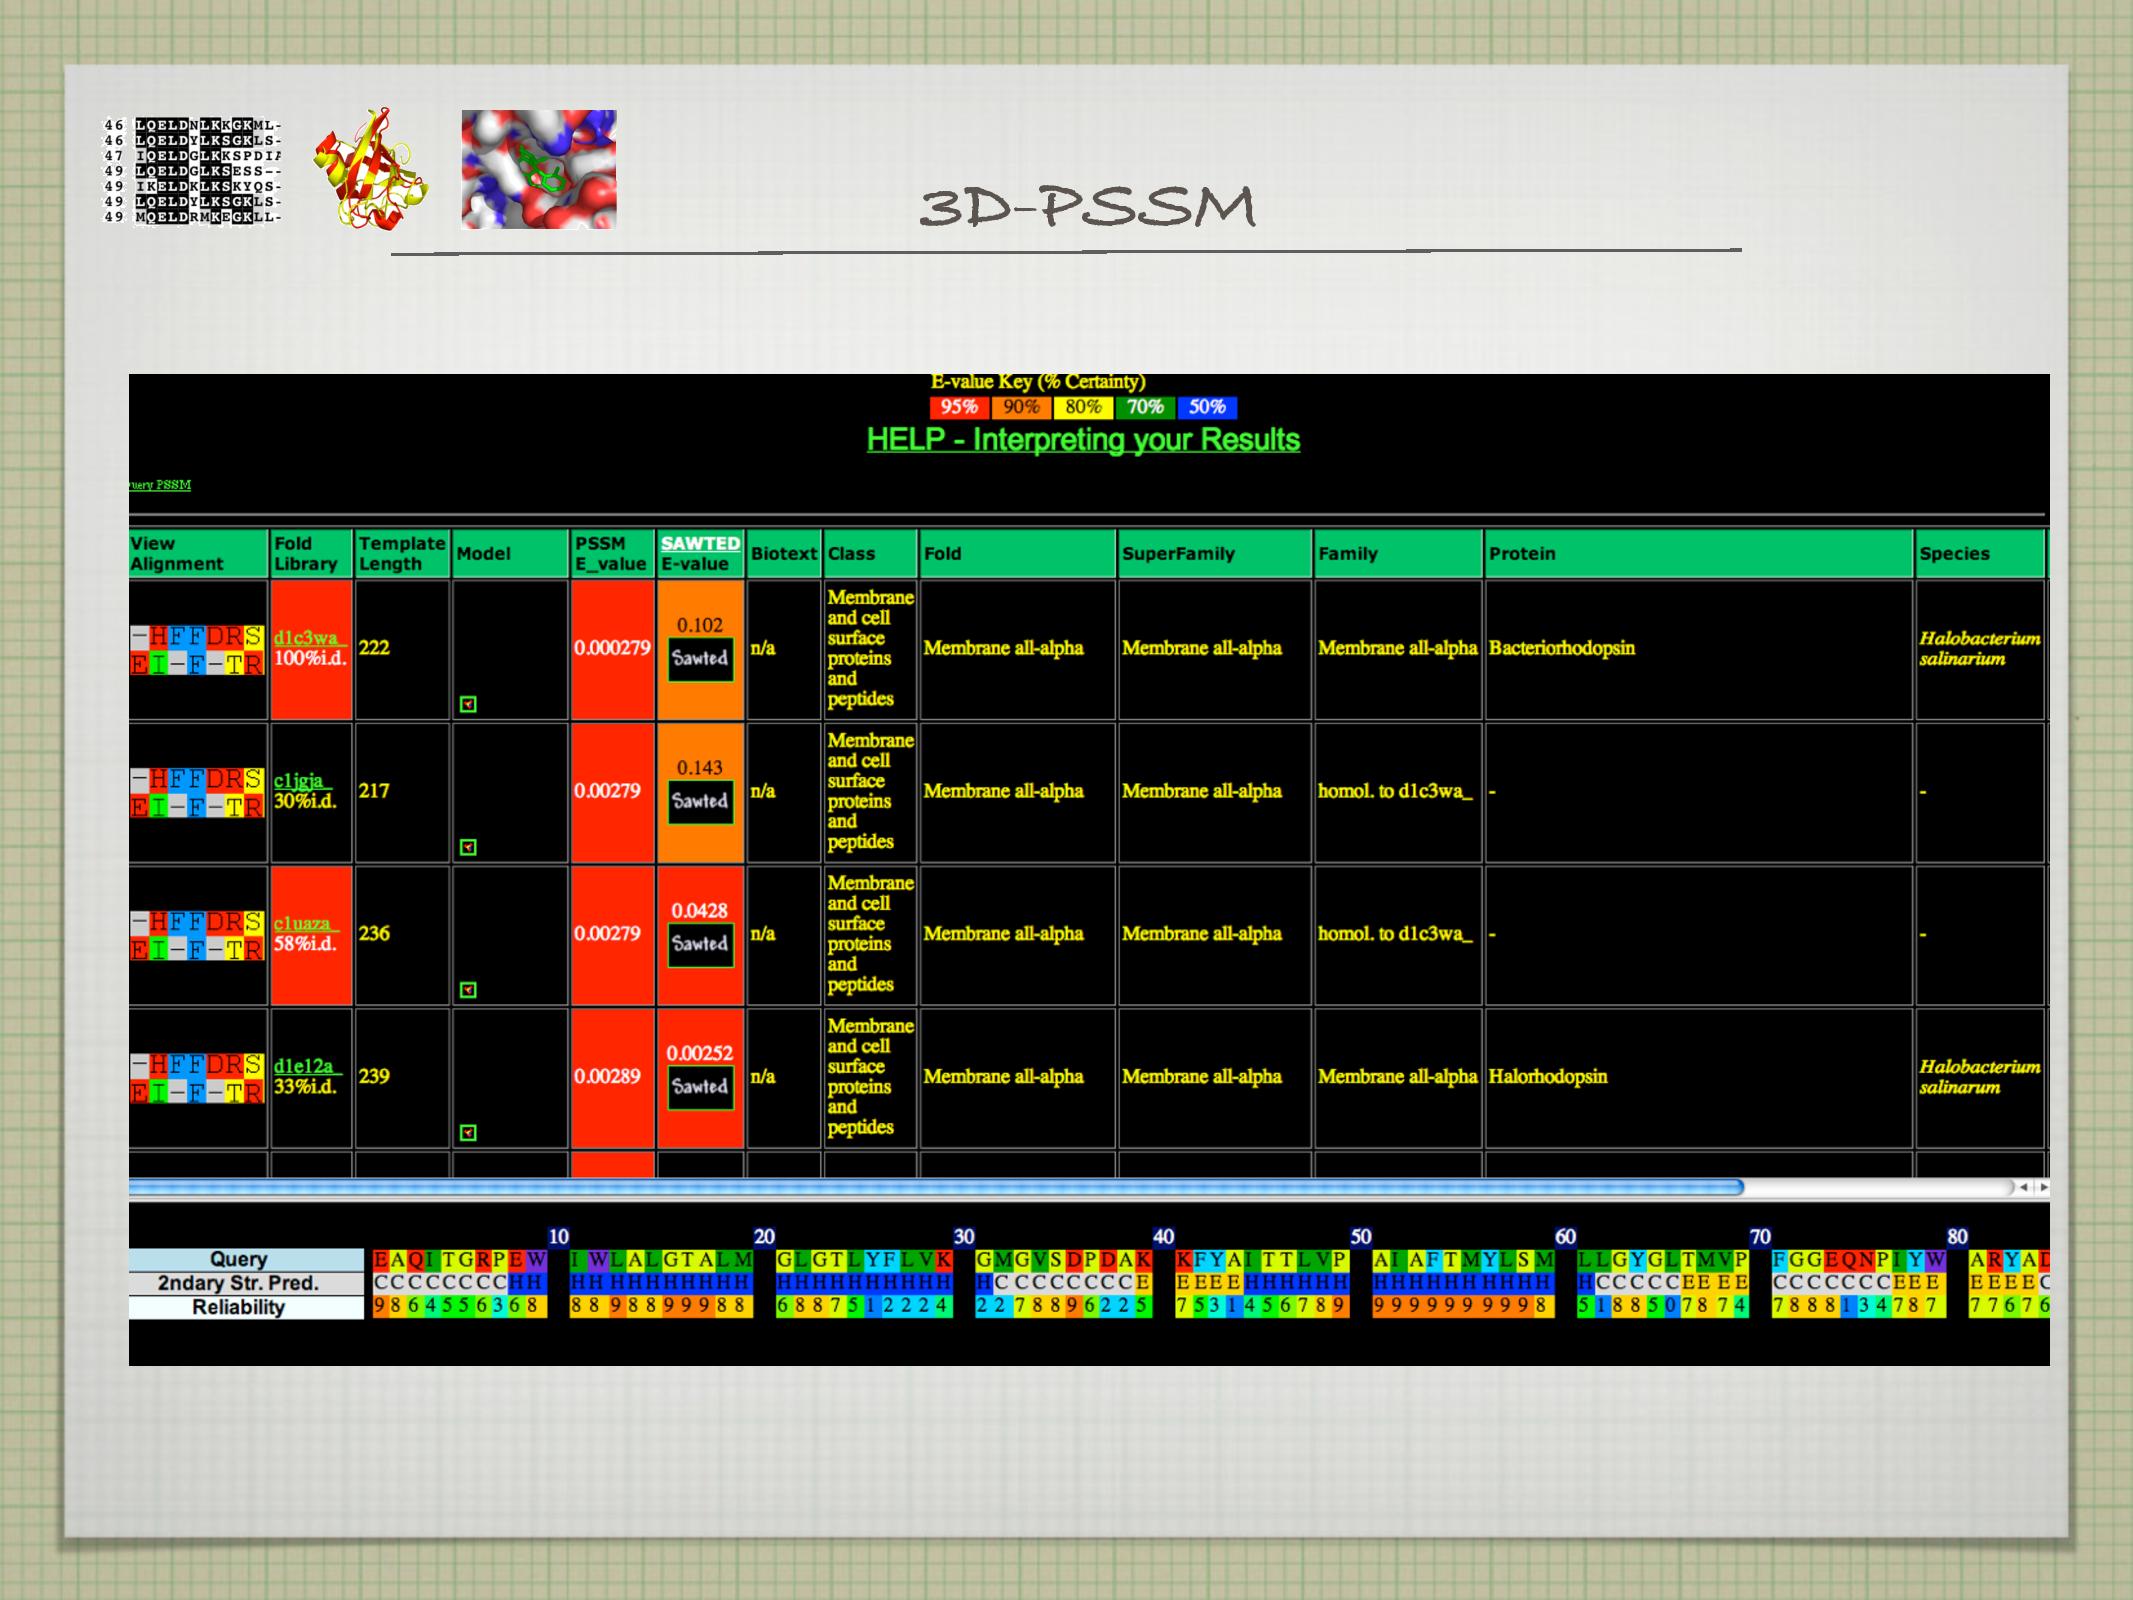 46 LQELDNLKKGKML-
46 LQELDYLKSGKLS-
47 IQELDGLKKSPDIA
49 LQELDGLKSESS--
49 IKELDKLKSKYQS-
49 LQELDYLKSGKLS-
49 MQELDRMKEGKLL-
3D-PSSM
E-value Key (% Certainty)
95% 90% 80% 70% 50%
HELP - Interpreting your Results
PSSM
View Alignment Fold Library Template Length Model PSSM E_value SAWTED E-value Biotext Class Fold SuperFamily Family Protein Species
-HFFDRS
EI-F-TR
d1c3wa_
100%i.d.
222
0.000279
0.102
Sawted
n/a
Membrane
and cell
surface
proteins
and
peptides
Membrane all-alpha
Membrane all-alpha
Membrane all-alpha
Bacteriorhodopsin
Halobacterium
salinarium
-HFFDRS
EI-F-TR
c1jgja_
30%i.d.
217
0.00279
0.143
Sawted
n/a
Membrane
and cell
surface
proteins
and
peptides
Membrane all-alpha
Membrane all-alpha
homol. to d1c3wa_
-
-
-HFFDRS
EI-F-TR
c1uaza_
58%i.d.
236
0.00279
0.0428
Sawted
n/a
Membrane
and cell
surface
proteins
and
peptides
Membrane all-alpha
Membrane all-alpha
homol. to d1c3wa_
-
-
-HFFDRS
EI-F-TR
d1e12a_
33%i.d.
239
0.00289
0.00252
Sawted
n/a
Membrane
and cell
surface
proteins
and
peptides
Membrane all-alpha
Membrane all-alpha
Membrane all-alpha
Halorhodopsin
Halobacterium
salinarum
10 20 30 40 50 60 70 80
Query EAQITGRPEW IWLALGTALM GLGTLYFLVK GMGVSDPDAK KFYAITTLVP AIAFTMYLSM LLGYGLTMVP FGGEQNPIYW ARYAD
2ndary Str. Pred. CCCCCCCCHH HHHHHHHHHH HHHHHHHHHH HCCCCCCCCE EEEEHHHHHH HHHHHHHHHH HCCCCCEEEE CCCCCCCEEE EEEEC
Reliability 9864556368 8898899988 6887512224 2278896225 7531456789 9999999998 5188507874 7888134787 77676